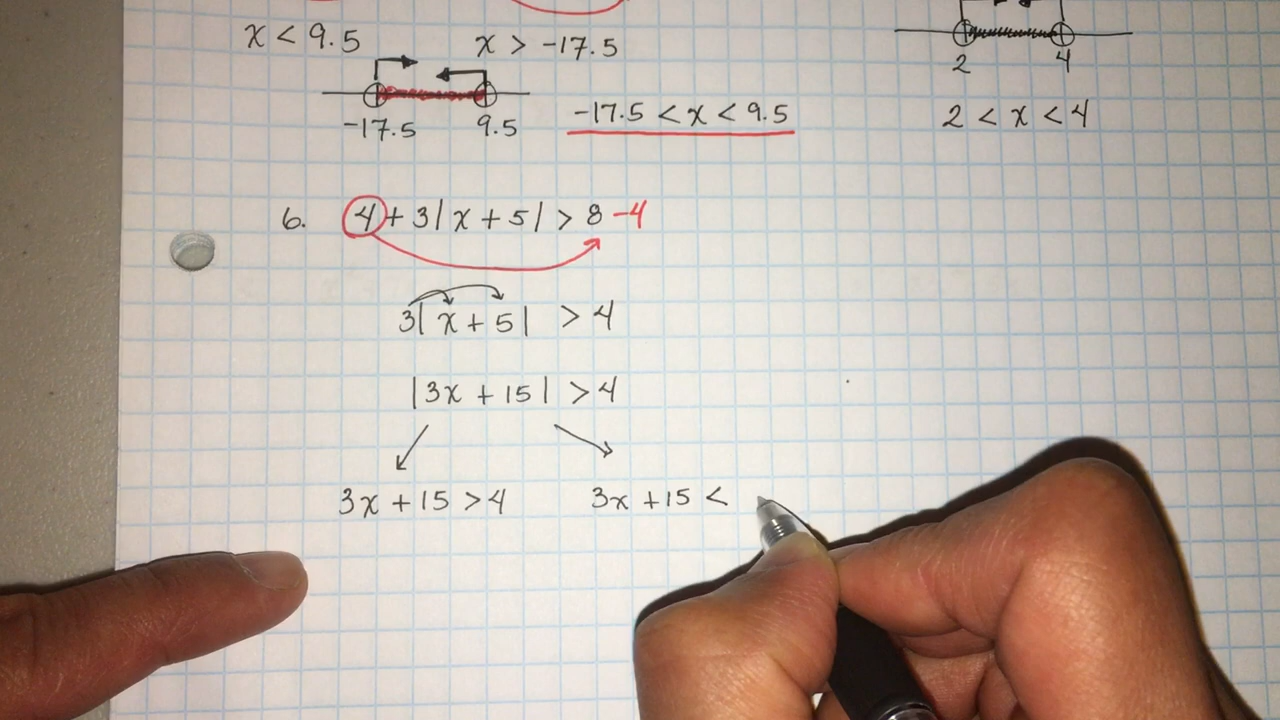 x < 9.5 x > -17.5
-17.5 9.5 -17.5 < x < 9.5
2 4
2 < x < 4
6. 4 + 3|x + 5| > 8 -4
3|x + 5| > 4
|3x + 15| > 4
3x + 15 > 4 3x + 15 <